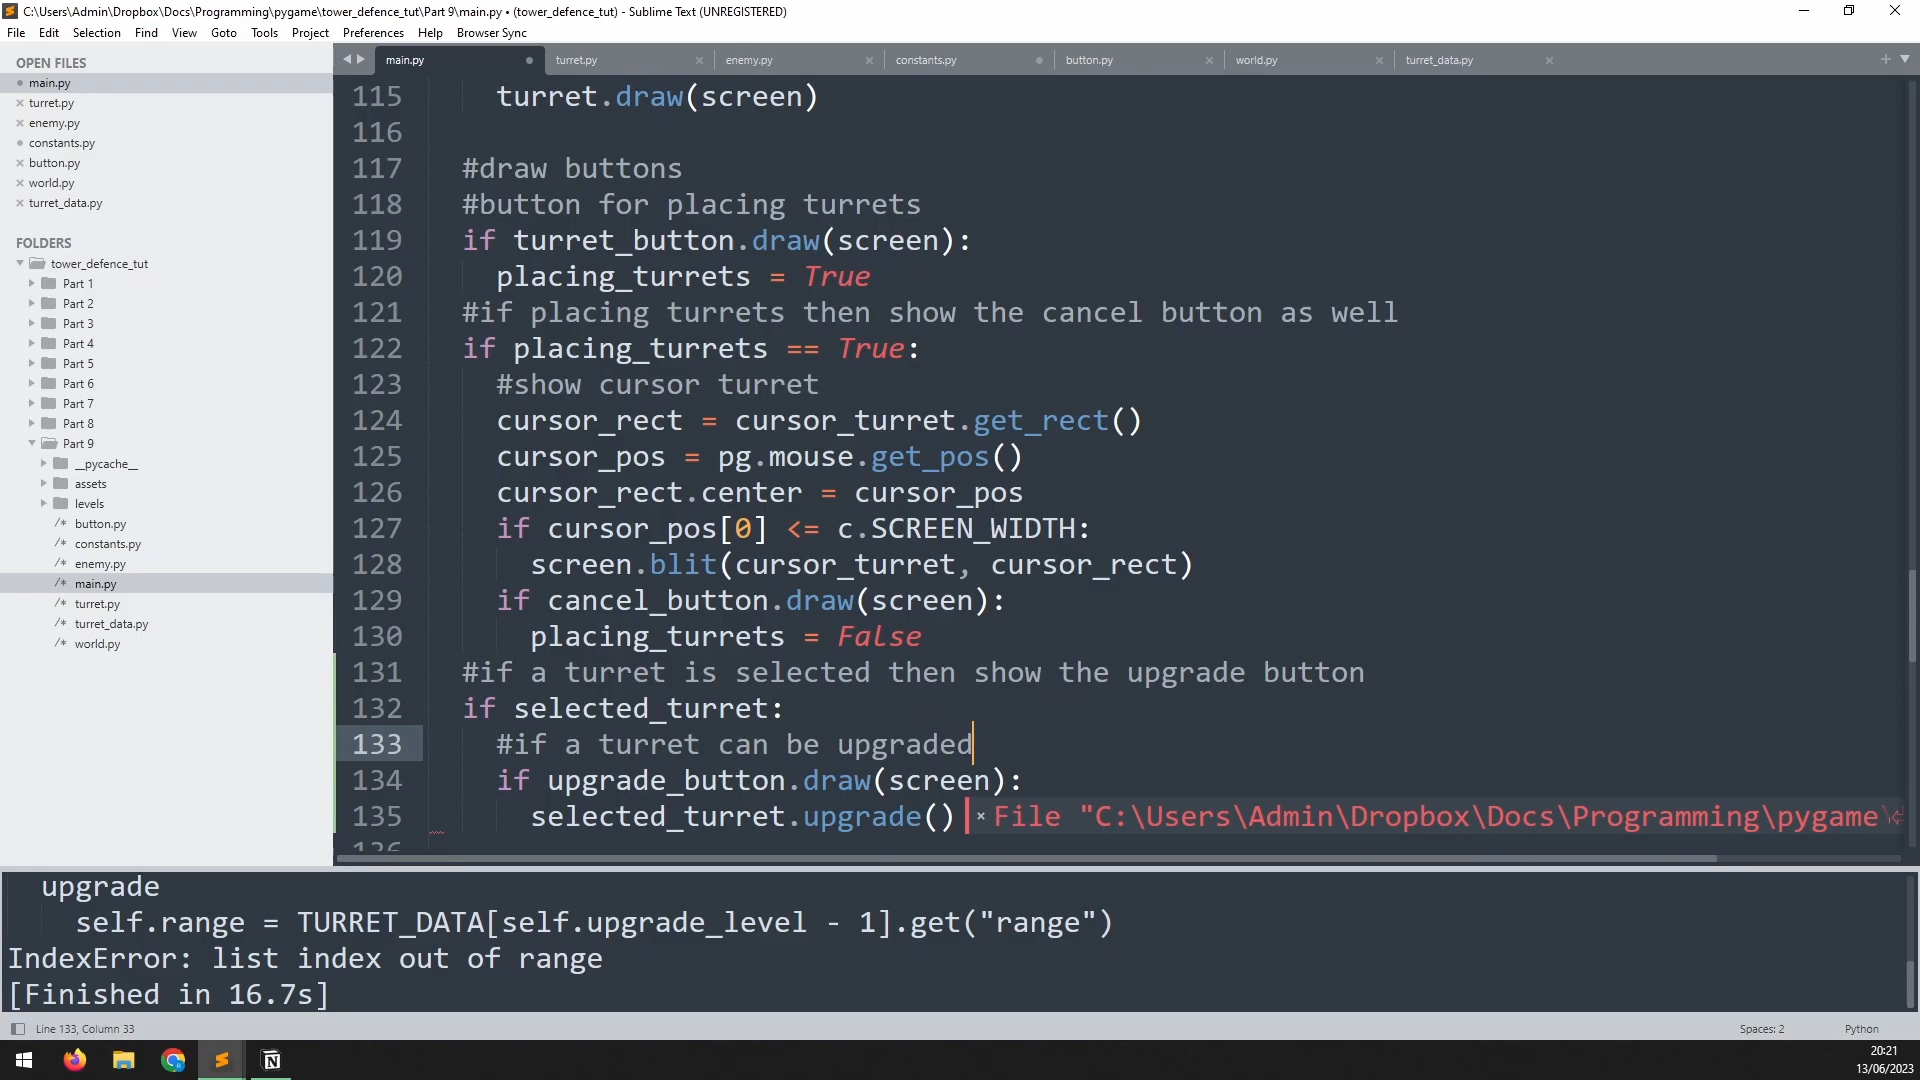 C:\Users\Admin\Dropbox\Docs\Programming\pygame\tower_defence_tut\Part 9\main.py • (tower_defence_tut) - Sublime Text (UNREGISTERED)
File Edit Selection Find View Goto Tools Project Preferences Help Browser Sync
OPEN FILES
main.py
turret.py
enemy.py
constants.py
button.py
world.py
turret_data.py
FOLDERS
tower_defence_tut
Part 1
Part 2
Part 3
Part 4
Part 5
Part 6
Part 7
Part 8
Part 9
__pycache__
assets
levels
/* button.py
/* constants.py
/* enemy.py
/* main.py
/* turret.py
/* turret_data.py
/* world.py
main.py turret.py enemy.py constants.py button.py world.py turret_data.py
115 turret.draw(screen)
116
117 #draw buttons
118 #button for placing turrets
119 if turret_button.draw(screen):
120 placing_turrets = True
121 #if placing turrets then show the cancel button as well
122 if placing_turrets == True:
123 #show cursor turret
124 cursor_rect = cursor_turret.get_rect()
125 cursor_pos = pg.mouse.get_pos()
126 cursor_rect.center = cursor_pos
127 if cursor_pos[0] <= c.SCREEN_WIDTH:
128 screen.blit(cursor_turret, cursor_rect)
129 if cancel_button.draw(screen):
130 placing_turrets = False
131 #if a turret is selected then show the upgrade button
132 if selected_turret:
133 #if a turret can be upgraded
134 if upgrade_button.draw(screen):
135 selected_turret.upgrade() × File "C:\Users\Admin\Dropbox\Docs\Programming\pygame\
136
upgrade
self.range = TURRET_DATA[self.upgrade_level - 1].get("range")
IndexError: list index out of range
[Finished in 16.7s]
Line 133, Column 33 Spaces: 2 Python
20:21
13/06/2023